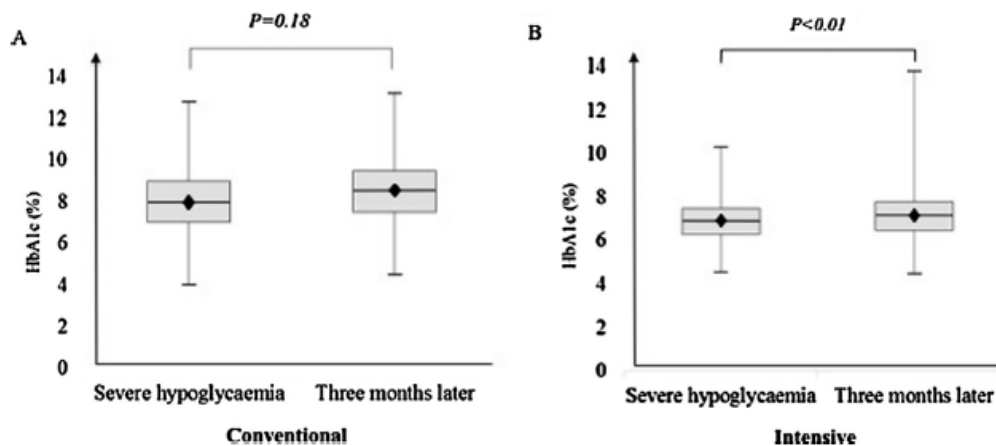 A
P=0.18
HbA1c (%)
14
12
10
8
6
4
2
0
Severe hypoglycaemia
Three months later
Conventional
B
P<0.01
HbA1c (%)
14
12
10
8
6
4
2
0
Severe hypoglycaemia
Three months later
Intensive